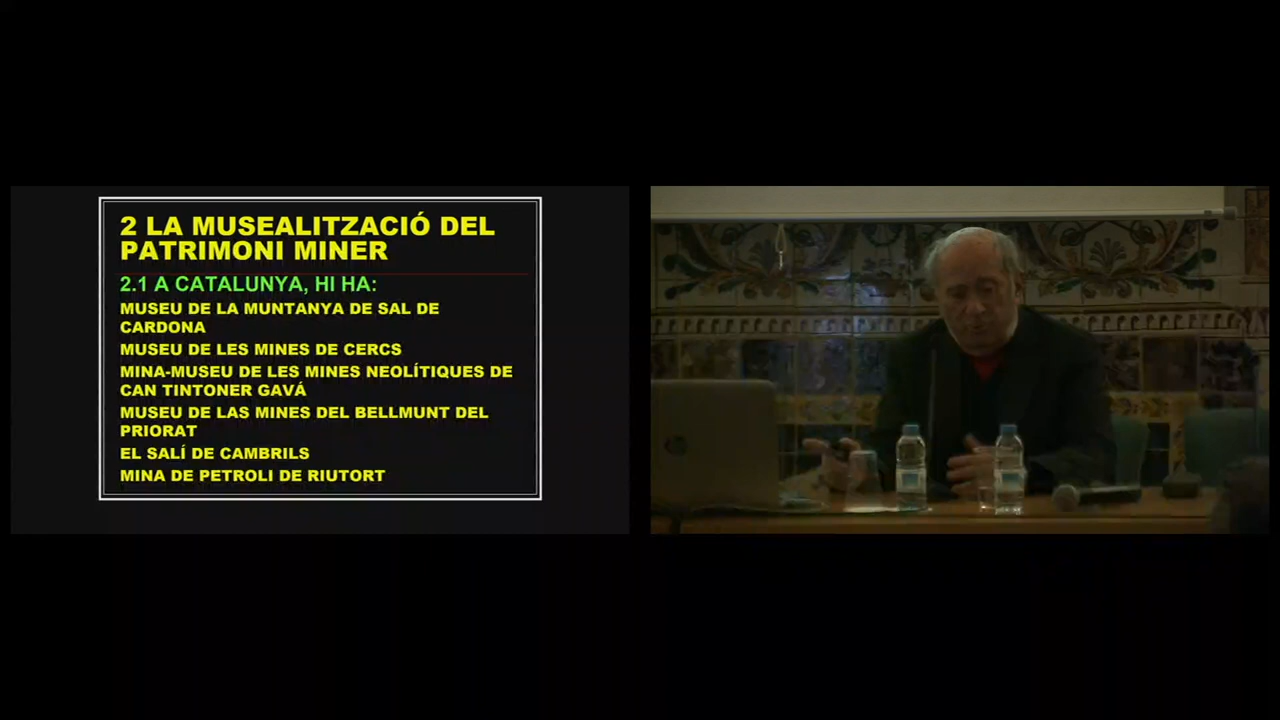 2 LA MUSEALITZACIÓ DEL
PATRIMONI MINER
2.1 A CATALUNYA, HI HA:
MUSEU DE LA MUNTANYA DE SAL DE
CARDONA
MUSEU DE LES MINES DE CERCS
MINA-MUSEU DE LES MINES NEOLÍTIQUES DE
CAN TINTONER GAVÁ
MUSEU DE LAS MINES DEL BELLMUNT DEL
PRIORAT
EL SALÍ DE CAMBRILS
MINA DE PETROLI DE RIUTORT